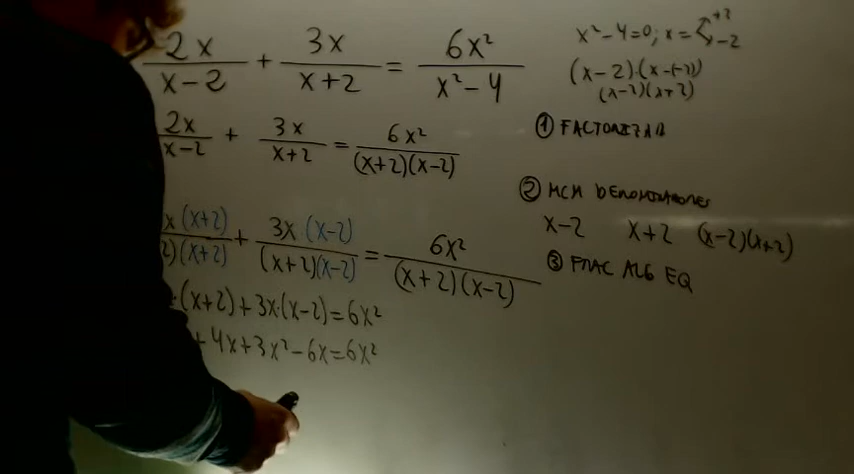 2x/(x-2) + 3x/(x+2) = 6x²/(x²-4)
2x/(x-2) + 3x/(x+2) = 6x²/((x+2)(x-2))
x(x+2)/(2)(x+2)) + 3x·(x-2)/((x+2)(x-2)) = 6x²/((x+2)(x-2))
·(x+2)+3x·(x-2)=6x²
+4x+3x²-6x=6x²
x²-4=0; x= +2 -2
(x-2)·(x-(-2))
(x-2)(x+2)
① FACTORIZAR
② MCM DENOMINADORES
x-2 x+2 (x-2)(x+2)
③ FRAC ALG EQ